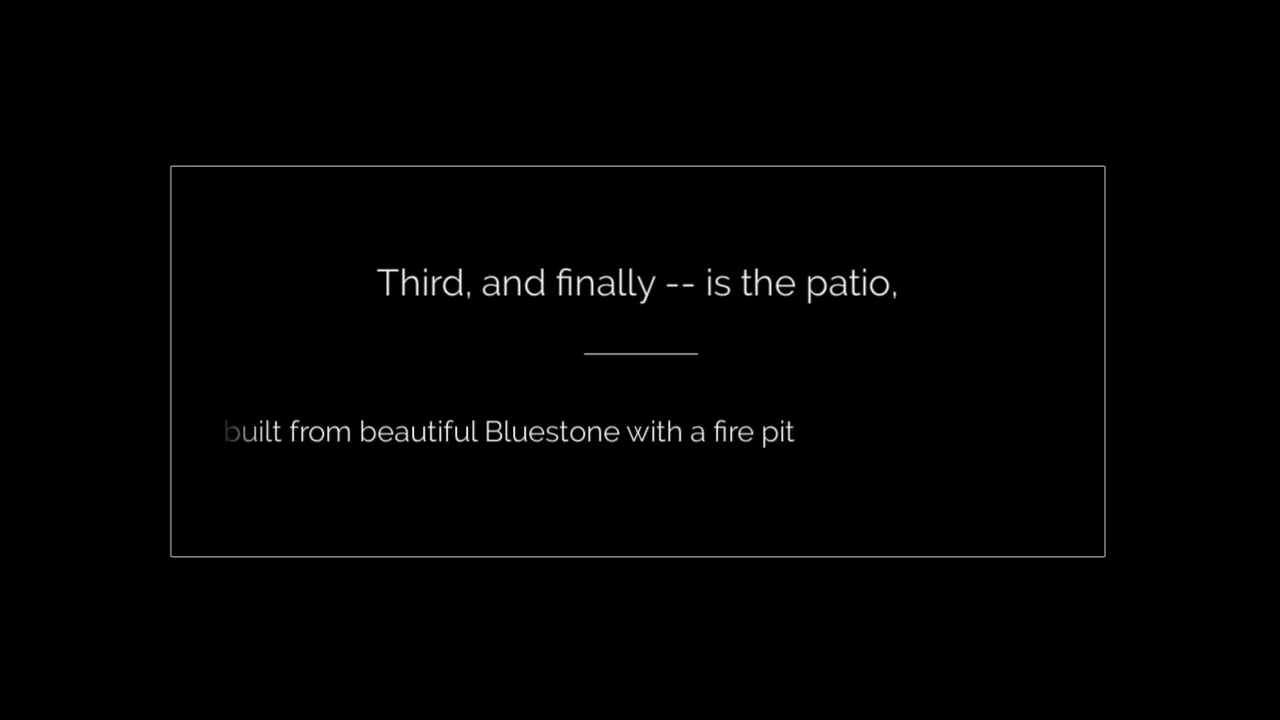 Third, and finally -- is the patio,
built from beautiful Bluestone with a fire pit